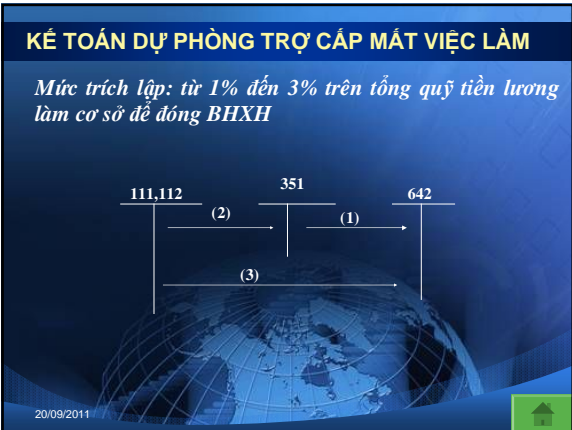 KẾ TOÁN DỰ PHÒNG TRỢ CẤP MẤT VIỆC LÀM
Mức trích lập: từ 1% đến 3% trên tổng quỹ tiền lương
làm cơ sở để đóng BHXH
111,112 351 642
(2) (1)
(3)
20/09/2011